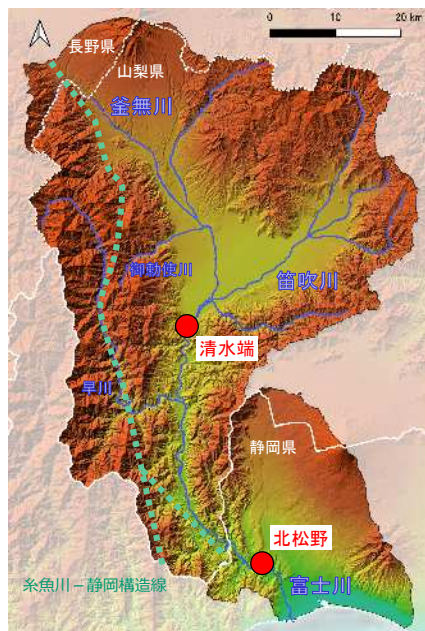 0 10 20 km
長野県
山梨県
釜無川
御勅使川
笛吹川
清水端
早川
静岡県
北松野
糸魚川－静岡構造線
富士川